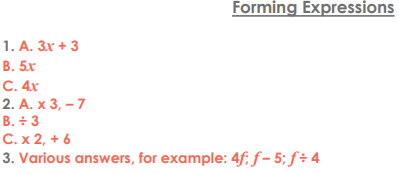 Forming Expressions
1. A. 3x + 3
B. 5x
C. 4x
2. A. x 3, – 7
B. ÷ 3
C. x 2, + 6
3. Various answers, for example: 4f; f – 5; f ÷ 4